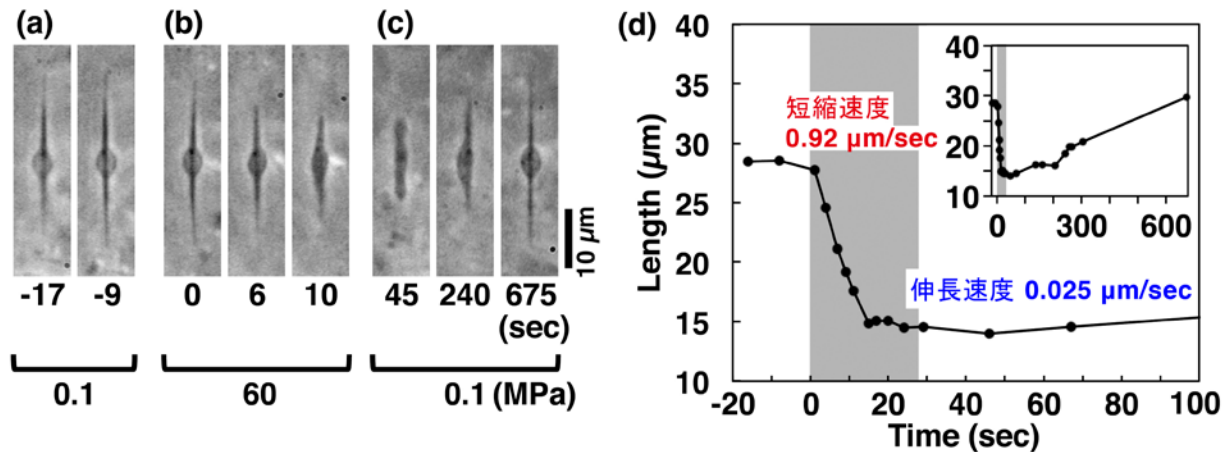 (a)
(b)
(c)
-17 -9
0 6 10
45 240 675
(sec)
0.1
60
0.1 (MPa)
10 µm
(d)
Length (µm)
40
35
30
25
20
15
10
-20 0 20 40 60 80 100
Time (sec)
短縮速度
0.92 µm/sec
伸長速度 0.025 µm/sec
40
30
20
10
0 300 600